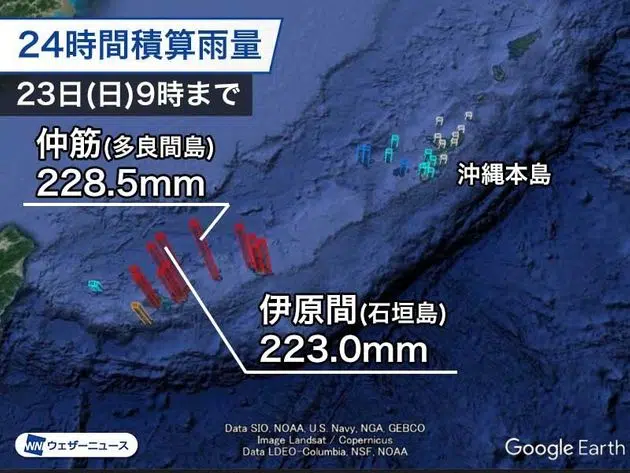 24時間積算雨量
23日(日)9時まで
仲筋(多良間島)
228.5mm
沖縄本島
伊原間(石垣島)
223.0mm
Data SIO, NOAA, U.S. Navy, NGA, GEBCO
Image Landsat / Copernicus
Data LDEO-Columbia, NSF, NOAA
WN ウェザーニュース
Google Earth